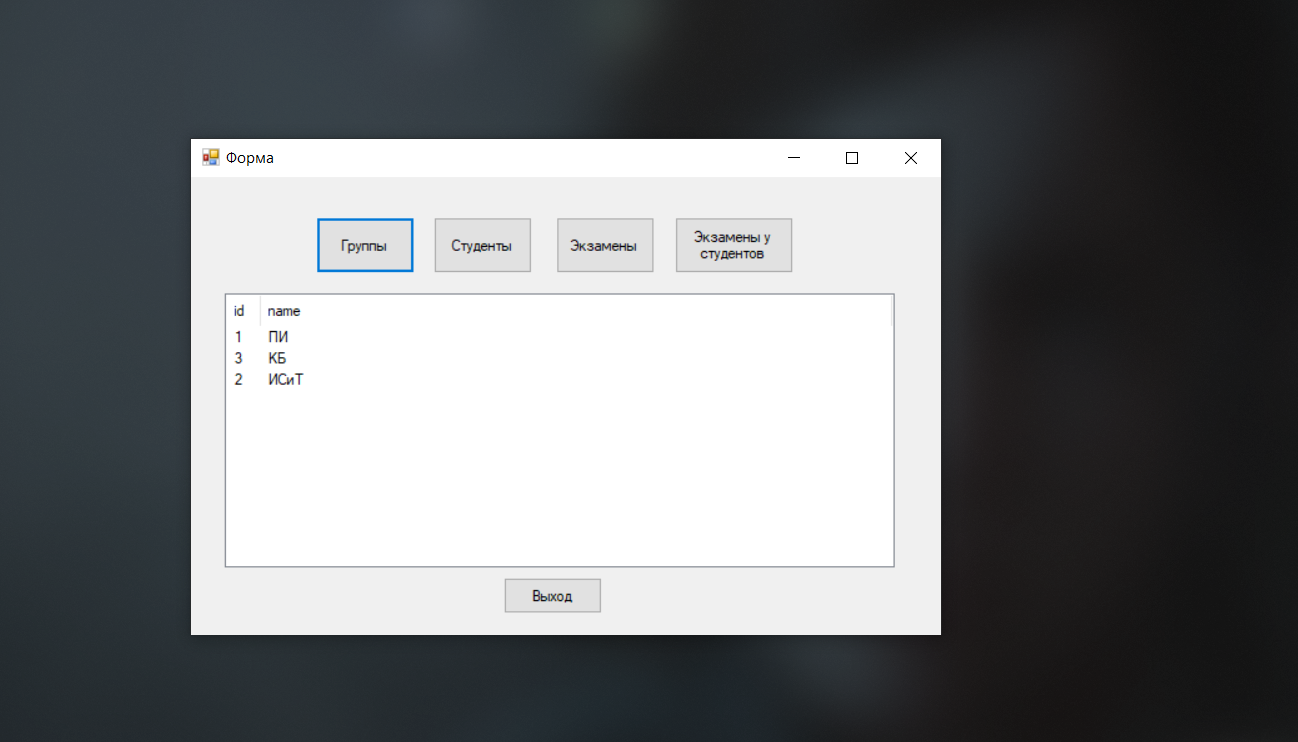 Форма
Группы
Студенты
Экзамены
Экзамены у
студентов
id name
1 ПИ
3 КБ
2 ИСиТ
Выход